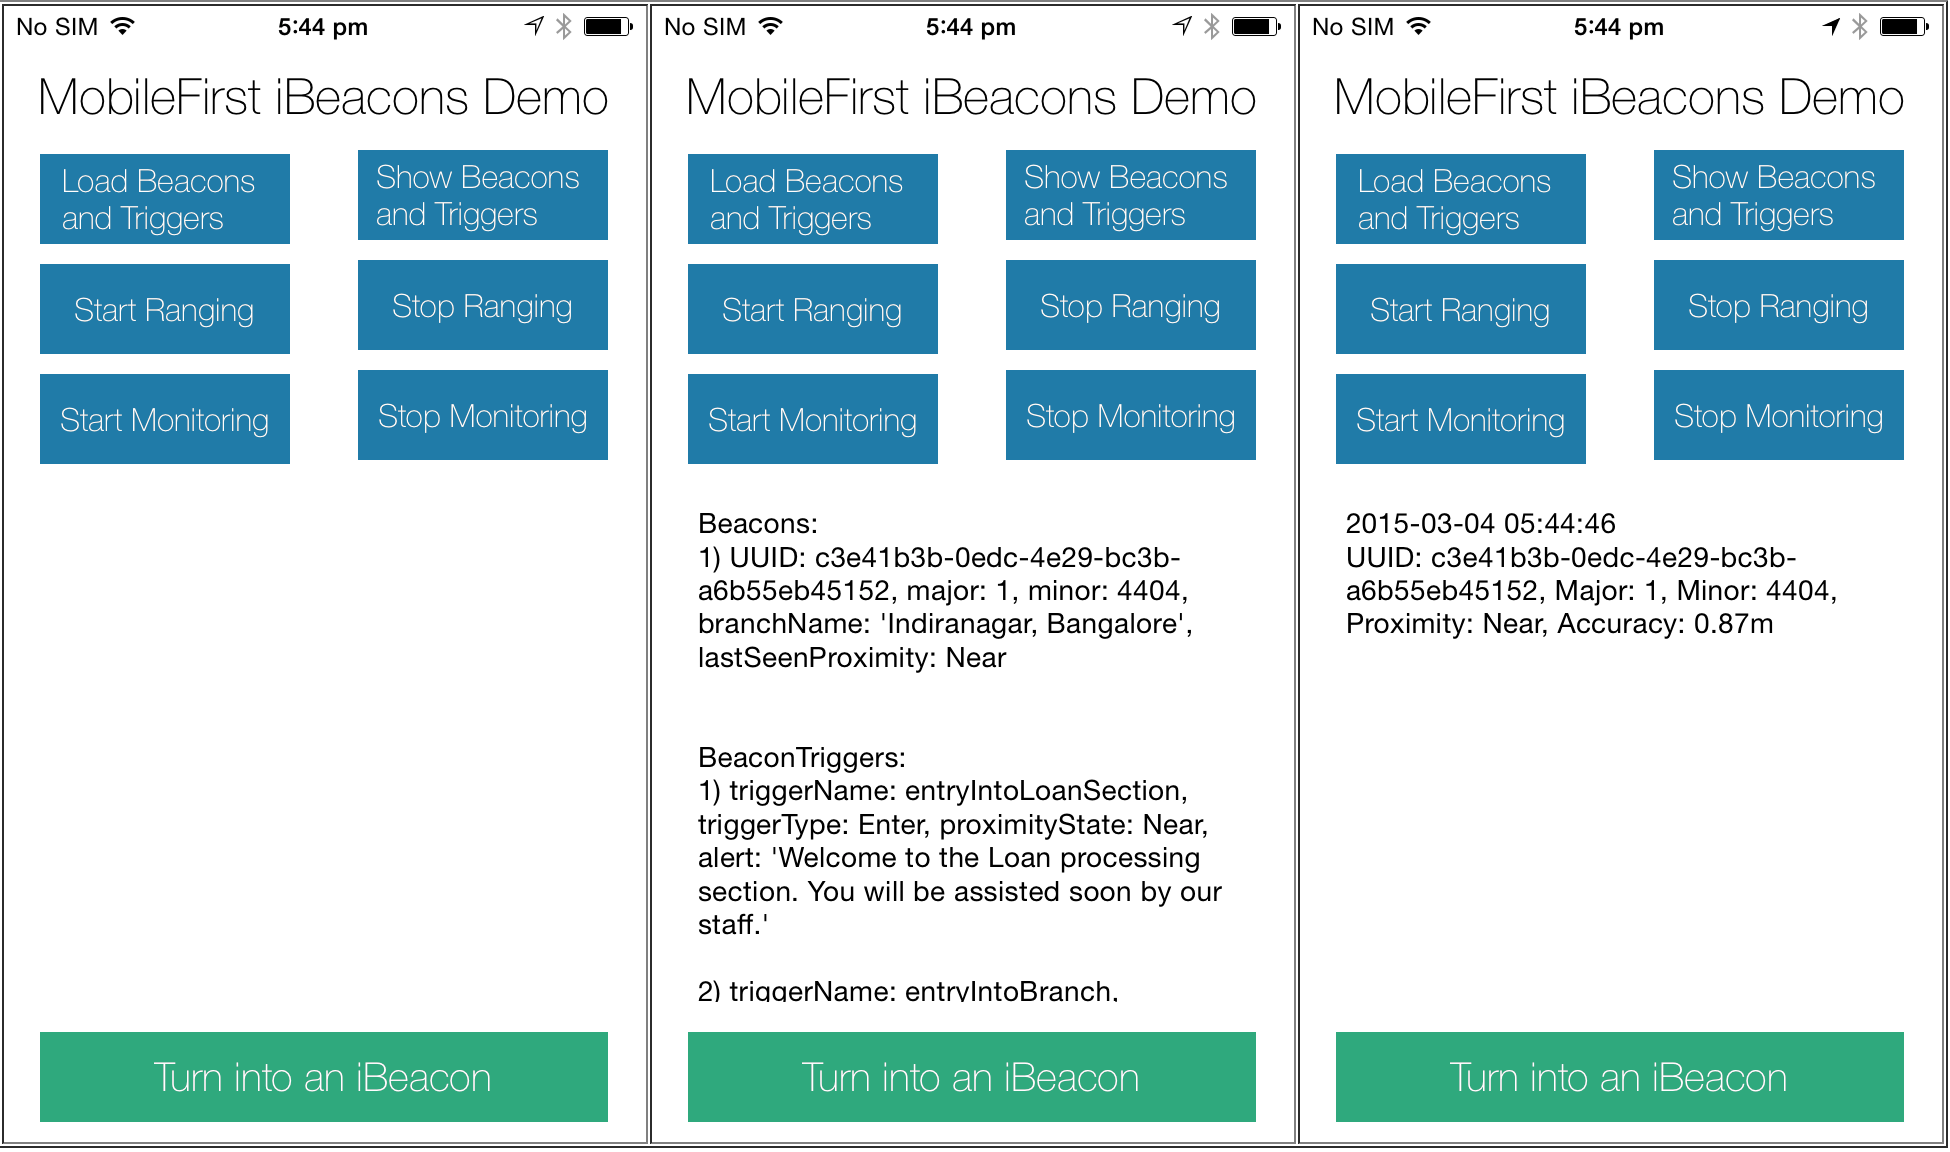 No SIM 5:44 pm
MobileFirst iBeacons Demo
Load Beacons
and Triggers
Show Beacons
and Triggers
Start Ranging
Stop Ranging
Start Monitoring
Stop Monitoring
Turn into an iBeacon
No SIM 5:44 pm
MobileFirst iBeacons Demo
Load Beacons
and Triggers
Show Beacons
and Triggers
Start Ranging
Stop Ranging
Start Monitoring
Stop Monitoring
Beacons:
1) UUID: c3e41b3b-0edc-4e29-bc3b-
a6b55eb45152, major: 1, minor: 4404,
branchName: 'Indiranagar, Bangalore',
lastSeenProximity: Near
BeaconTriggers:
1) triggerName: entryIntoLoanSection,
triggerType: Enter, proximityState: Near,
alert: 'Welcome to the Loan processing
section. You will be assisted soon by our
staff.'
2) triggerName: entryIntoBranch,
Turn into an iBeacon
No SIM 5:44 pm
MobileFirst iBeacons Demo
Load Beacons
and Triggers
Show Beacons
and Triggers
Start Ranging
Stop Ranging
Start Monitoring
Stop Monitoring
2015-03-04 05:44:46
UUID: c3e41b3b-0edc-4e29-bc3b-
a6b55eb45152, Major: 1, Minor: 4404,
Proximity: Near, Accuracy: 0.87m
Turn into an iBeacon